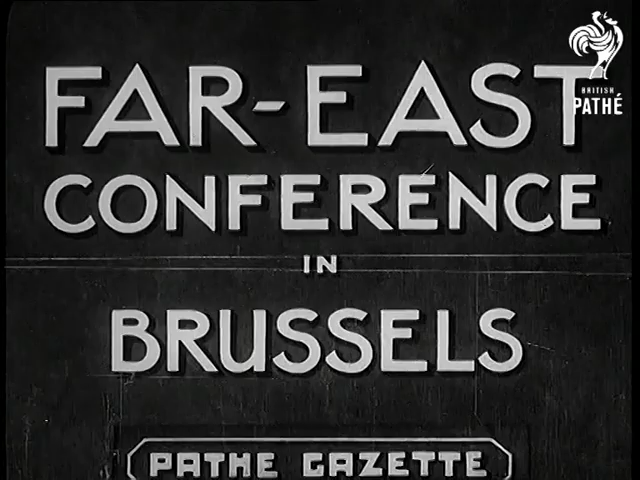 FAR-EAST
CONFERENCE
IN
BRUSSELS
PATHE GAZETTE
BRITISH
PATHÉ